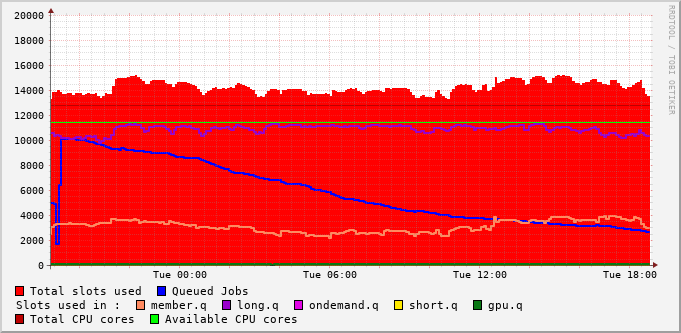 20000
18000
16000
14000
12000
10000
8000
6000
4000
2000
0
Tue 00:00 Tue 06:00 Tue 12:00 Tue 18:00
Total slots used Queued Jobs
Slots used in : member.q long.q ondemand.q short.q gpu.q
Total CPU cores Available CPU cores
RRDTOOL / TOBI OETIKER